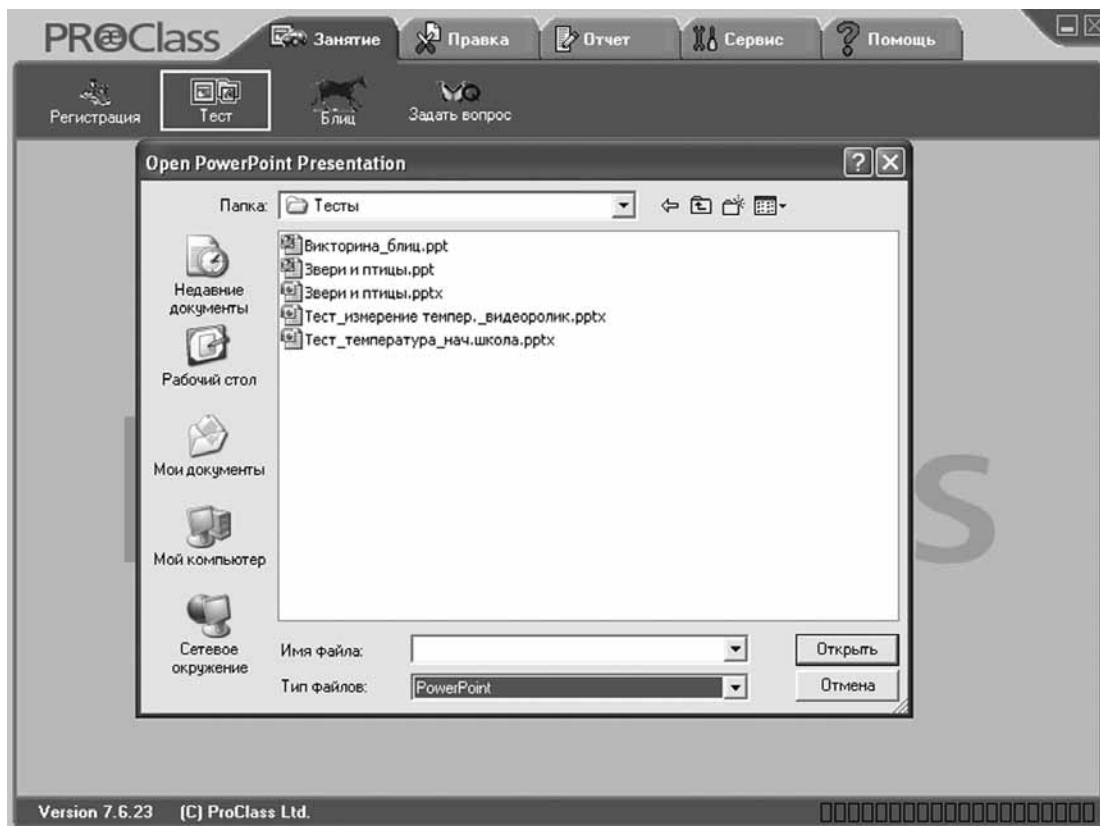 PROClass
Занятие
Правка
Отчет
Сервис
Помощь
Регистрация
Тест
Блиц
Задать вопрос
Open PowerPoint Presentation
Папка:
Тесты
Недавние
документы
Рабочий стол
Мои документы
Мой компьютер
Сетевое
окружение
Викторина_блиц.ppt
Звери и птицы.ppt
Звери и птицы.pptx
Тест_измерение темпер._видеоролик.pptx
Тест_температура_нач.школа.pptx
Имя файла:
Открыть
Тип файлов:
PowerPoint
Отмена
S
Version 7.6.23 (C) ProClass Ltd.